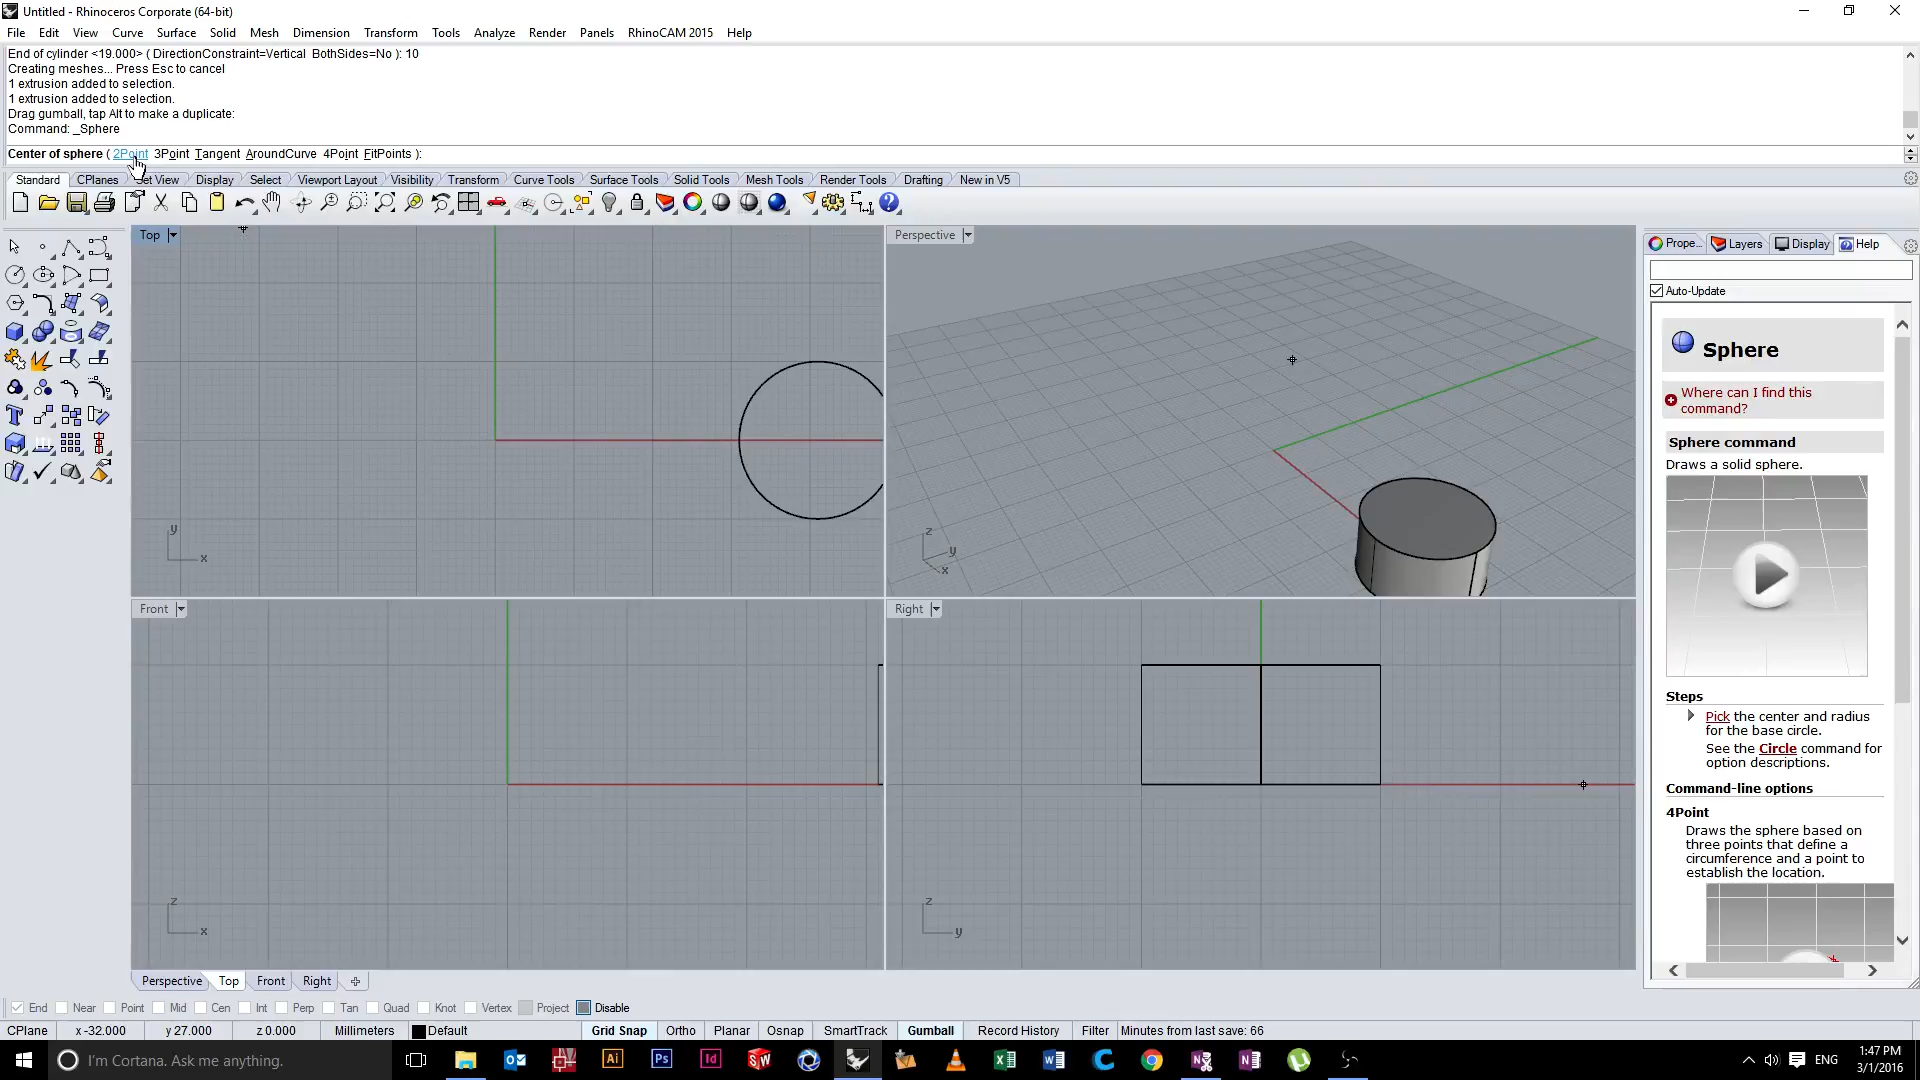 Untitled - Rhinoceros Corporate (64-bit)
File Edit View Curve Surface Solid Mesh Dimension Transform Tools Analyze Render Panels RhinoCAM 2015 Help
End of cylinder <19.000> ( DirectionConstraint=Vertical BothSides=No ): 10
Creating meshes... Press Esc to cancel
1 extrusion added to selection.
1 extrusion added to selection.
Drag gumball, tap Alt to make a duplicate:
Command: _Sphere
Center of sphere ( 2Point 3Point Tangent AroundCurve 4Point FitPoints ):
Standard CPlanes Set View Display Select Viewport Layout Visibility Transform Curve Tools Surface Tools Solid Tools Mesh Tools Render Tools Drafting New in V5
Top
Perspective
Prope... Layers Display Help
Auto-Update
Sphere
Where can I find this
command?
Sphere command
Draws a solid sphere.
y
x
z
y
x
Front
Right
Steps
Pick the center and radius
for the base circle.
See the Circle command for
option descriptions.
Command-line options
4Point
Draws the sphere based on
three points that define a
circumference and a point to
establish the location.
z
x
z
y
Perspective Top Front Right
End Near Point Mid Cen Int Perp Tan Quad Knot Vertex Project Disable
CPlane x -32.000 y 27.000 z 0.000 Millimeters Default Grid Snap Ortho Planar Osnap SmartTrack Gumball Record History Filter Minutes from last save: 66
I'm Cortana. Ask me anything.
Ai Ps Id SW
ENG
1:47 PM
3/1/2016